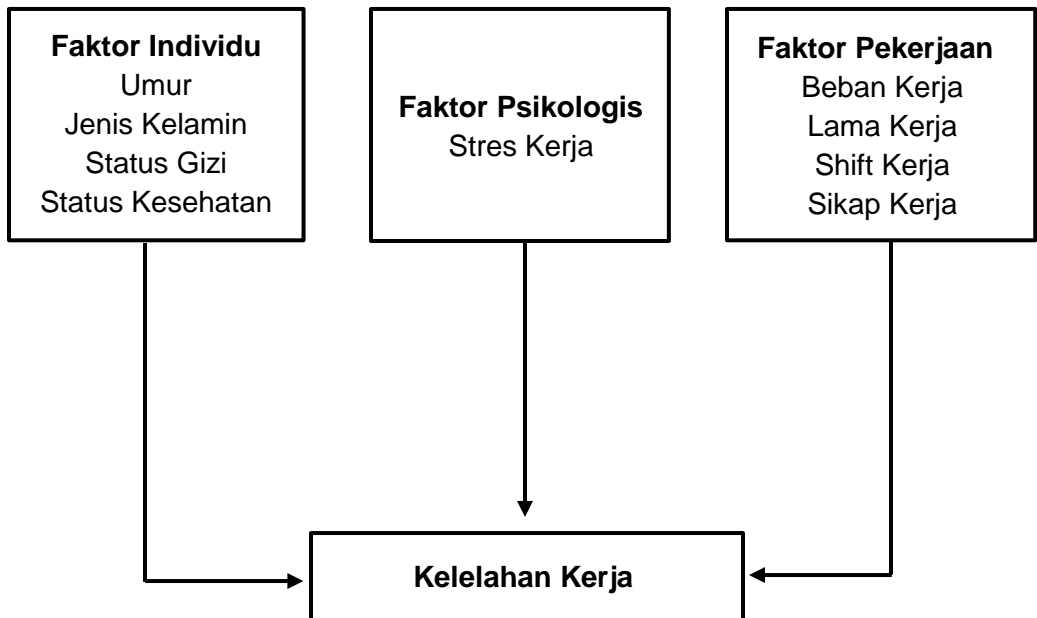 Faktor Individu
Umur
Jenis Kelamin
Status Gizi
Status Kesehatan
Faktor Psikologis
Stres Kerja
Faktor Pekerjaan
Beban Kerja
Lama Kerja
Shift Kerja
Sikap Kerja
Kelelahan Kerja